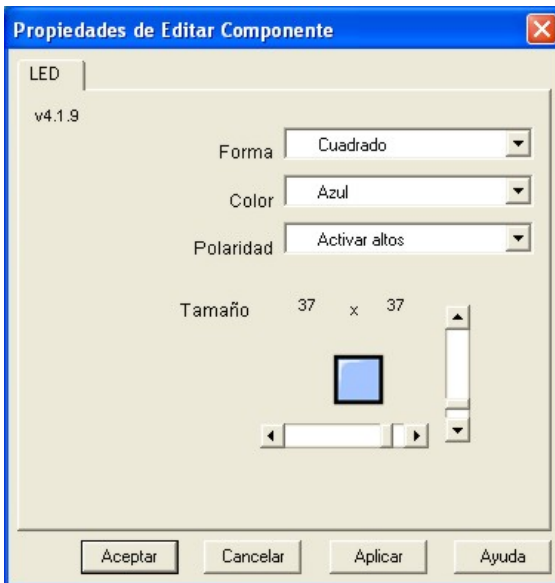 Propiedades de Editar Componente
LED
v4.1.9
Forma Cuadrado
Color Azul
Polaridad Activar altos
Tamaño 37 x 37
Aceptar Cancelar Aplicar Ayuda